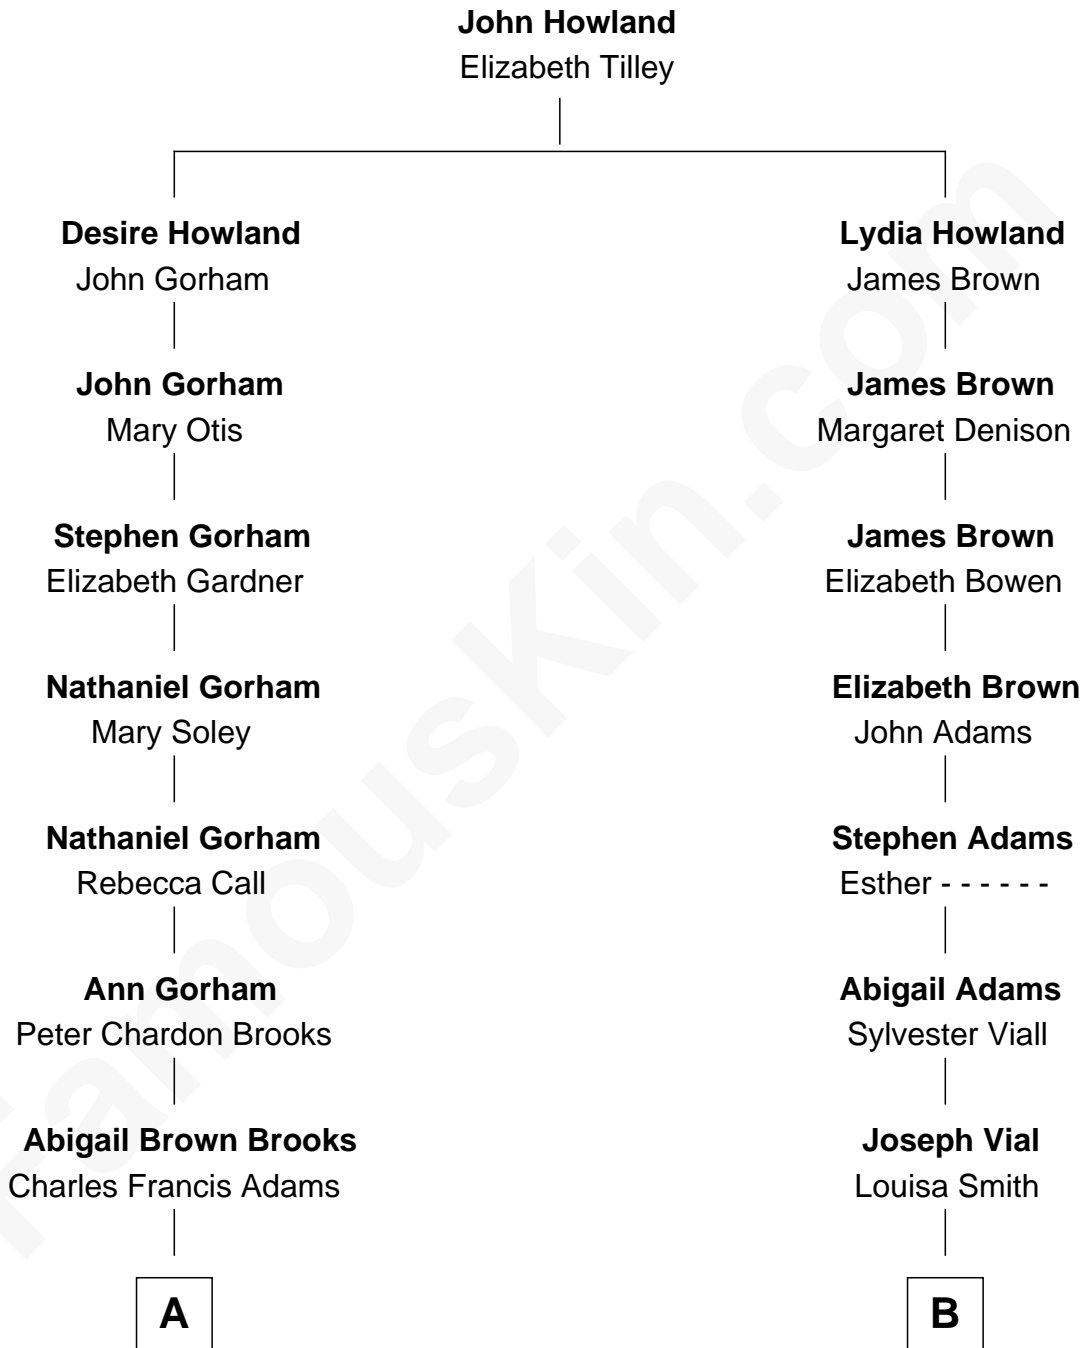 John Howland
Elizabeth Tilley
Desire Howland
John Gorham
Lydia Howland
James Brown
John Gorham
Mary Otis
James Brown
Margaret Denison
Stephen Gorham
Elizabeth Gardner
James Brown
Elizabeth Bowen
Nathaniel Gorham
Mary Soley
Elizabeth Brown
John Adams
Nathaniel Gorham
Rebecca Call
Stephen Adams
Esther - - - - - -
Ann Gorham
Peter Chardon Brooks
Abigail Adams
Sylvester Viall
Abigail Brown Brooks
Charles Francis Adams
Joseph Vial
Louisa Smith
A
B
FamousKin.com